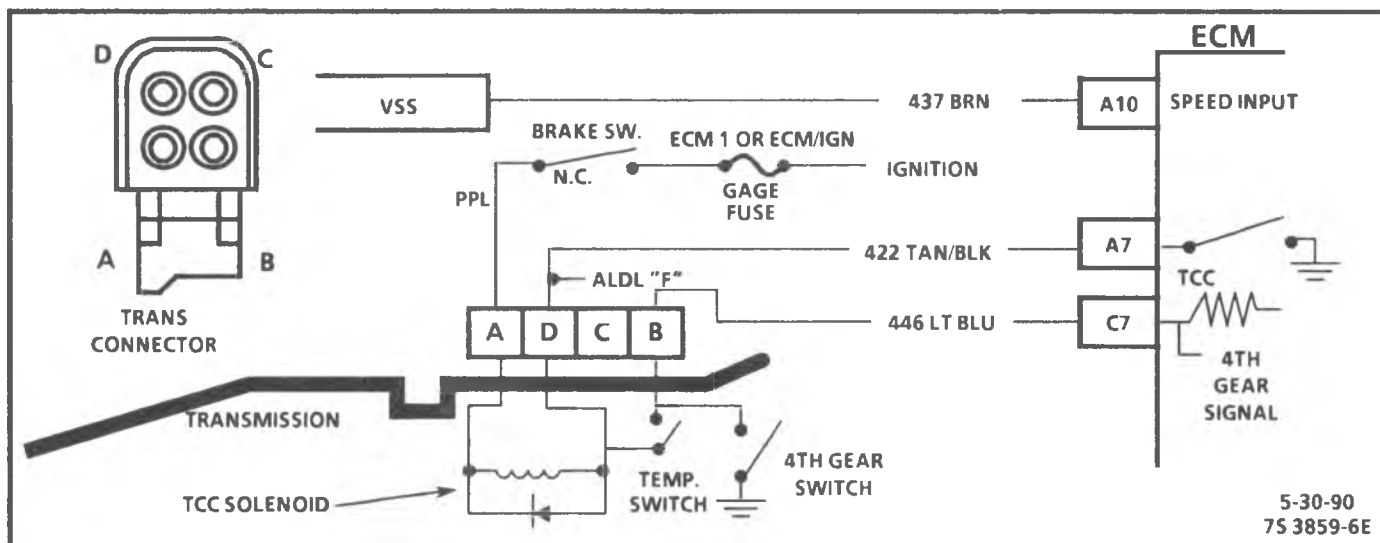 ECM
D
C
VSS
437 BRN
A10
SPEED INPUT
BRAKE SW.
ECM 1 OR ECM/IGN
N.C.
IGNITION
GAGE
FUSE
PPL
A
B
422 TAN/BLK
A7
ALDL "F"
TCC
TRANS
CONNECTOR
A
D
C
B
446 LT BLU
C7
4TH
GEAR
SIGNAL
TRANSMISSION
TCC SOLENOID
TEMP.
SWITCH
4TH GEAR
SWITCH
5-30-90
7S 3859-6E